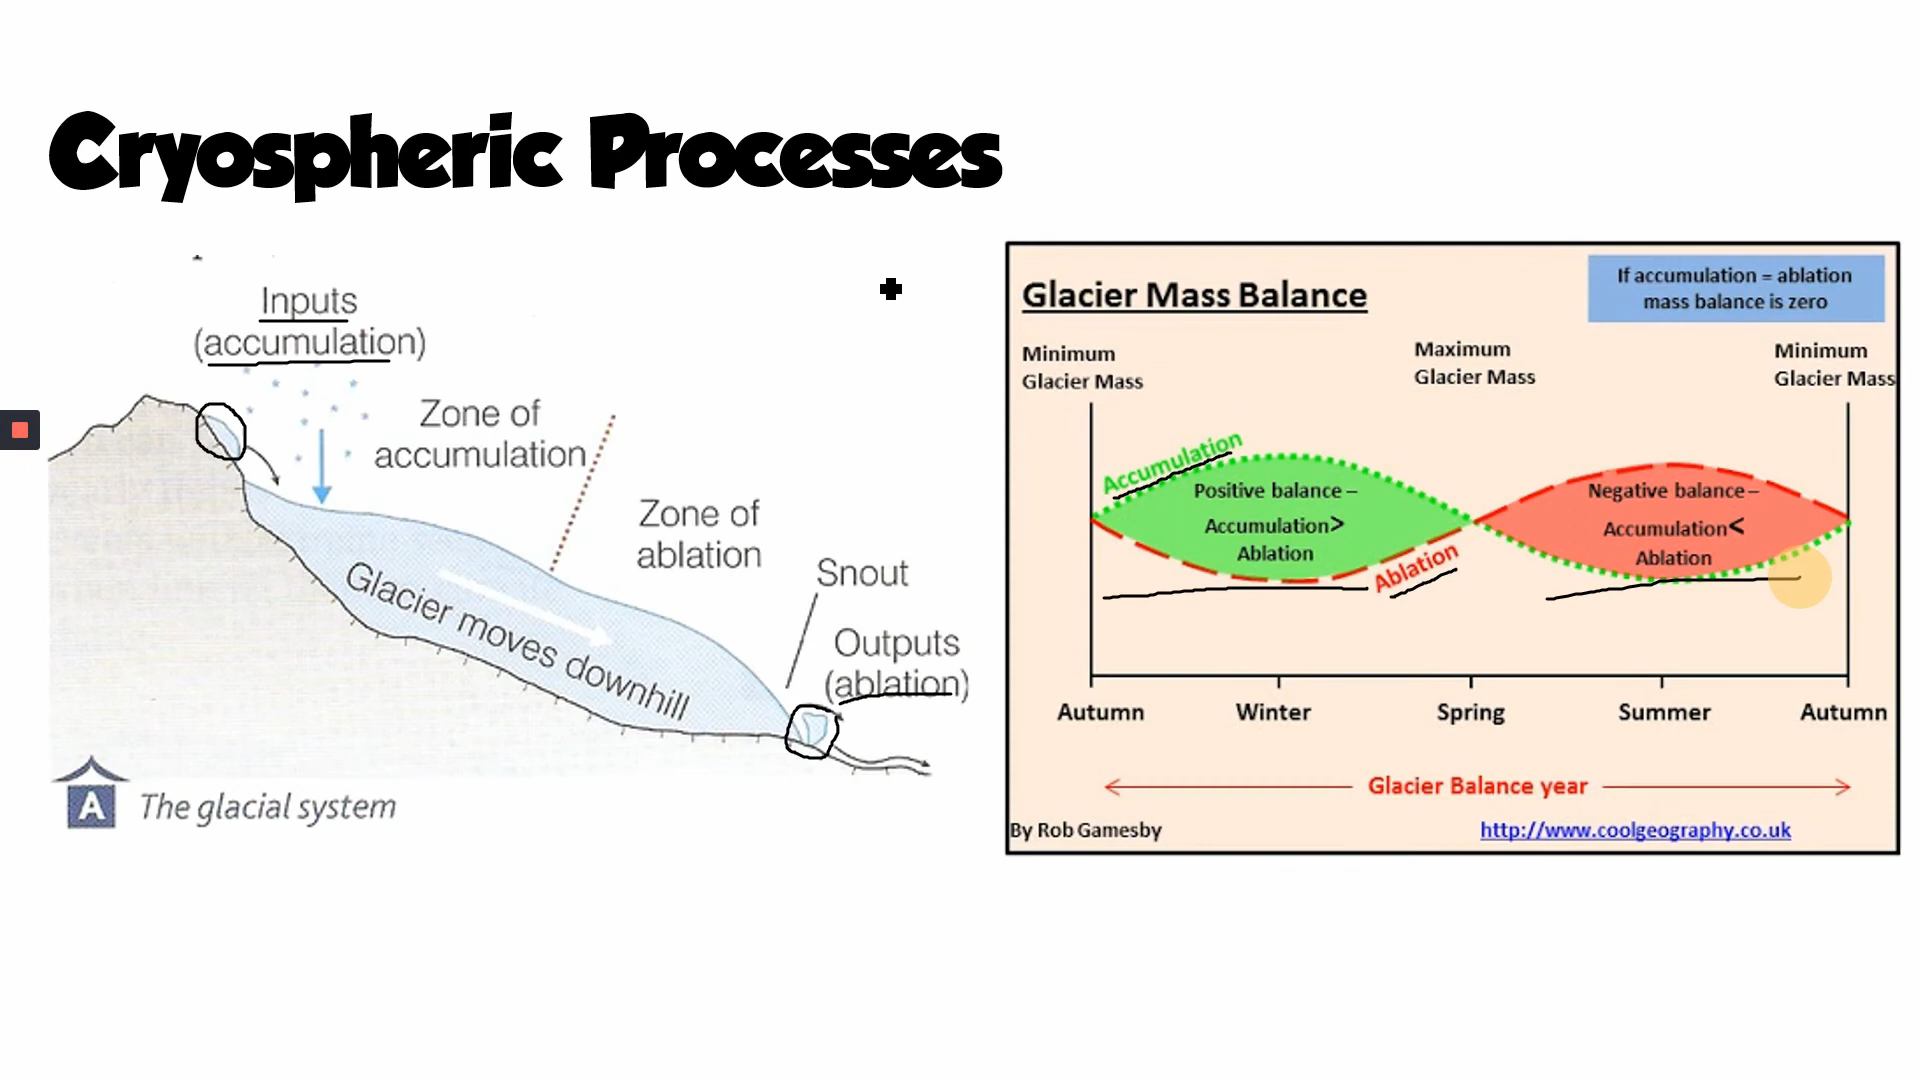 Cryospheric Processes
Inputs
(accumulation)
Zone of
accumulation
Zone of
ablation
Snout
Outputs
(ablation)
Glacier moves downhill
A
The glacial system
Glacier Mass Balance
If accumulation = ablation
mass balance is zero
Minimum
Glacier Mass
Maximum
Glacier Mass
Minimum
Glacier Mass
Accumulation
Positive balance –
Accumulation>
Ablation
Ablation
Negative balance–
Accumulation<
Ablation
Autumn
Winter
Spring
Summer
Autumn
Glacier Balance year
By Rob Gamesby
http://www.coolgeography.co.uk